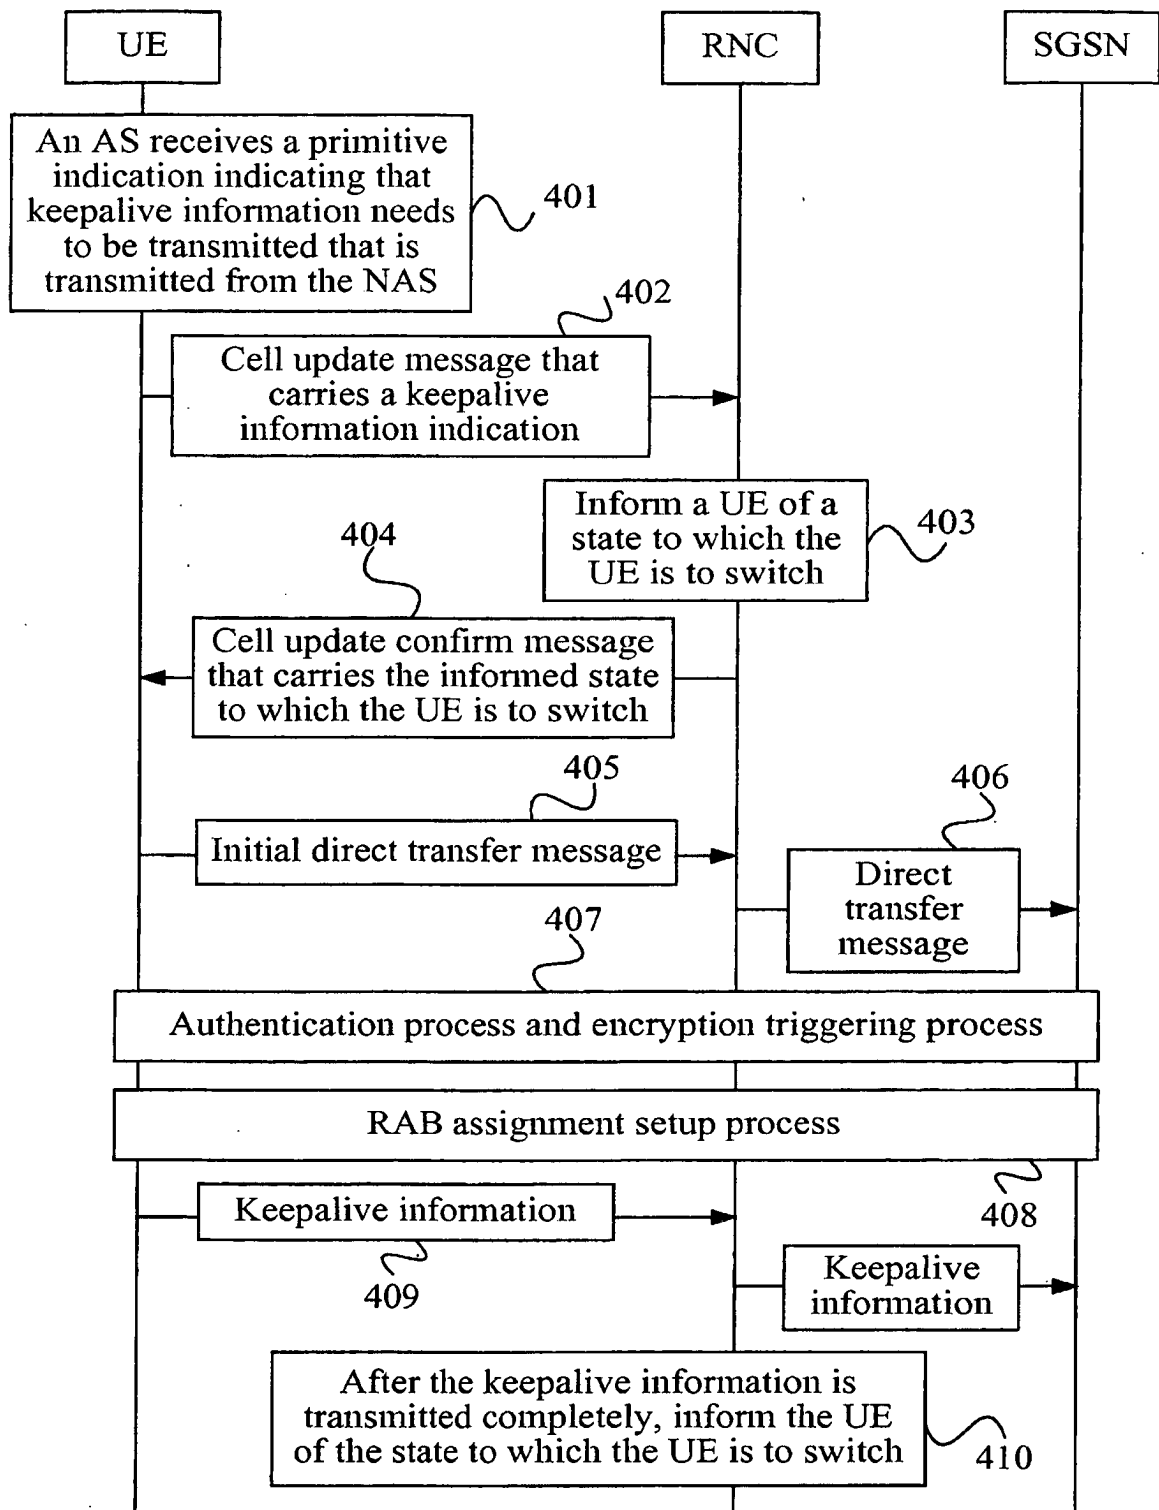 UE
RNC
SGSN
An AS receives a primitive
indication indicating that
keepalive information needs
to be transmitted that is
transmitted from the NAS
401
402
Cell update message that
carries a keepalive
information indication
Inform a UE of a
state to which the
UE is to switch
403
404
Cell update confirm message
that carries the informed state
to which the UE is to switch
405
Initial direct transfer message
406
Direct
transfer
message
407
Authentication process and encryption triggering process
RAB assignment setup process
408
Keepalive information
409
Keepalive
information
After the keepalive information is
transmitted completely, inform the UE
of the state to which the UE is to switch
410